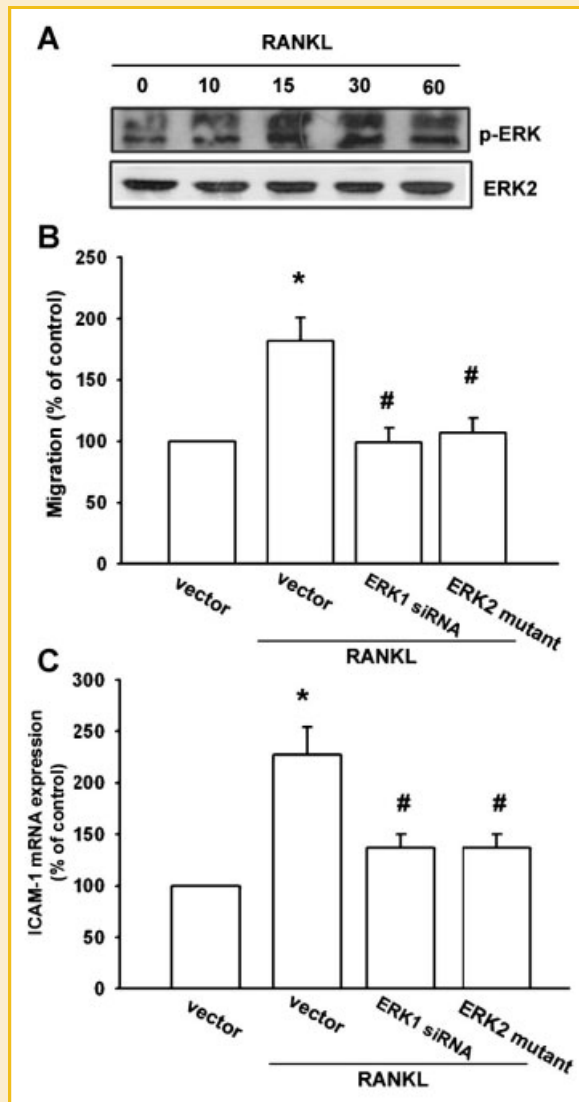 A
RANKL
0 10 15 30 60
p-ERK
ERK2
B
Migration (% of control)
250
200
150
100
50
0
*
#
#
vector
vector
ERK1 siRNA
ERK2 mutant
RANKL
C
ICAM-1 mRNA expression
(% of control)
300
250
200
150
100
50
0
*
#
#
vector
vector
ERK1 siRNA
ERK2 mutant
RANKL